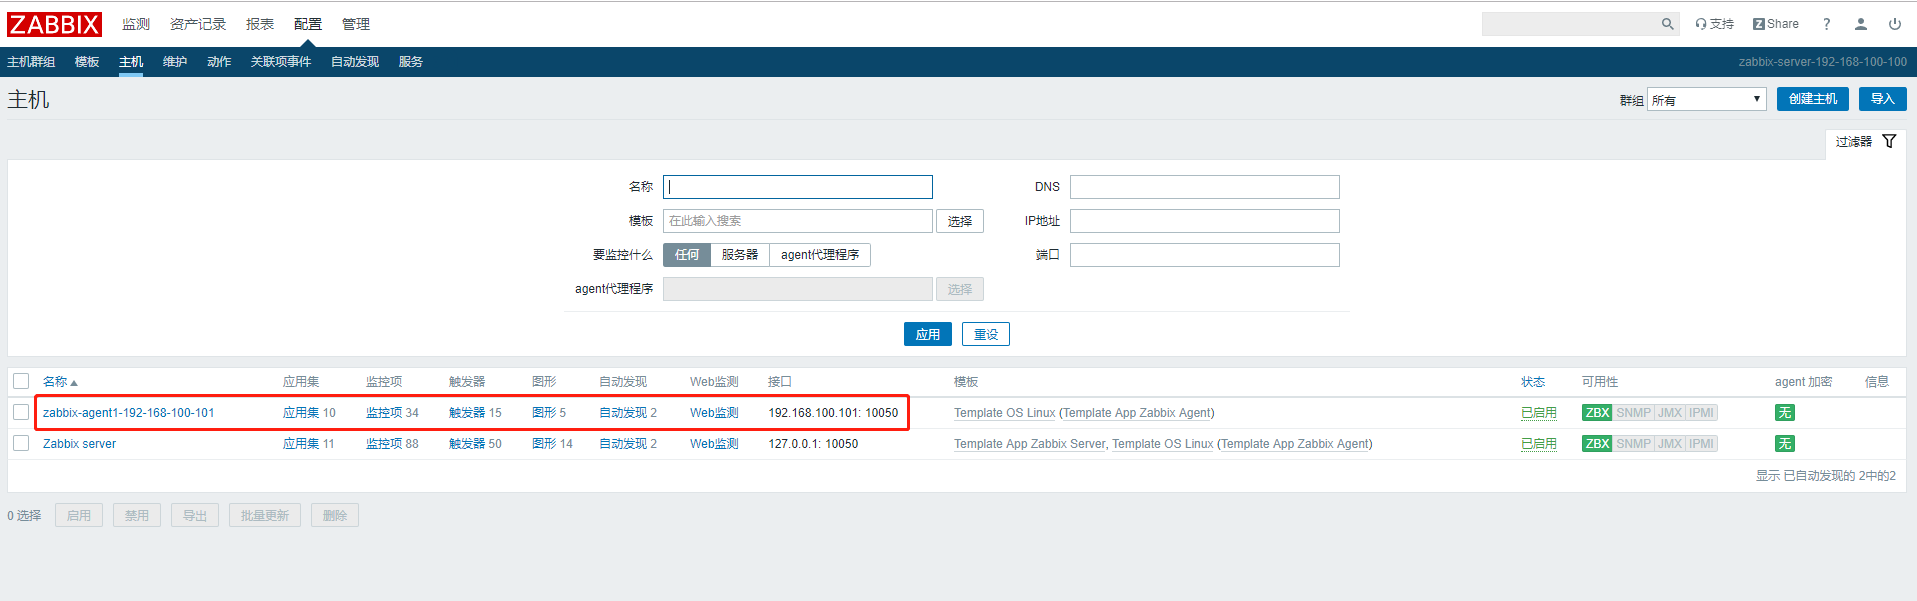 ZABBIX 监测 资产记录 报表 配置 管理 支持 Z Share ?
主机群组 模板 主机 维护 动作 关联项事件 自动发现 服务 zabbix-server-192-168-100-100
主机 群组 所有 创建主机 导入
过滤器
名称 DNS
模板 在此输入搜索 选择 IP地址
要监控什么 任何 服务器 agent代理程序 端口
agent代理程序 选择
应用 重设
名称 应用集 监控项 触发器 图形 自动发现 Web监测 接口 模板 状态 可用性 agent 加密 信息
zabbix-agent1-192-168-100-101 应用集 10 监控项 34 触发器 15 图形 5 自动发现 2 Web监测 192.168.100.101: 10050 Template OS Linux (Template App Zabbix Agent) 已启用 ZBX SNMP JMX IPMI 无
Zabbix server 应用集 11 监控项 88 触发器 50 图形 14 自动发现 2 Web监测 127.0.0.1: 10050 Template App Zabbix Server, Template OS Linux (Template App Zabbix Agent) 已启用 ZBX SNMP JMX IPMI 无
显示 已自动发现的 2中的2
0 选择 启用 禁用 导出 批量更新 删除